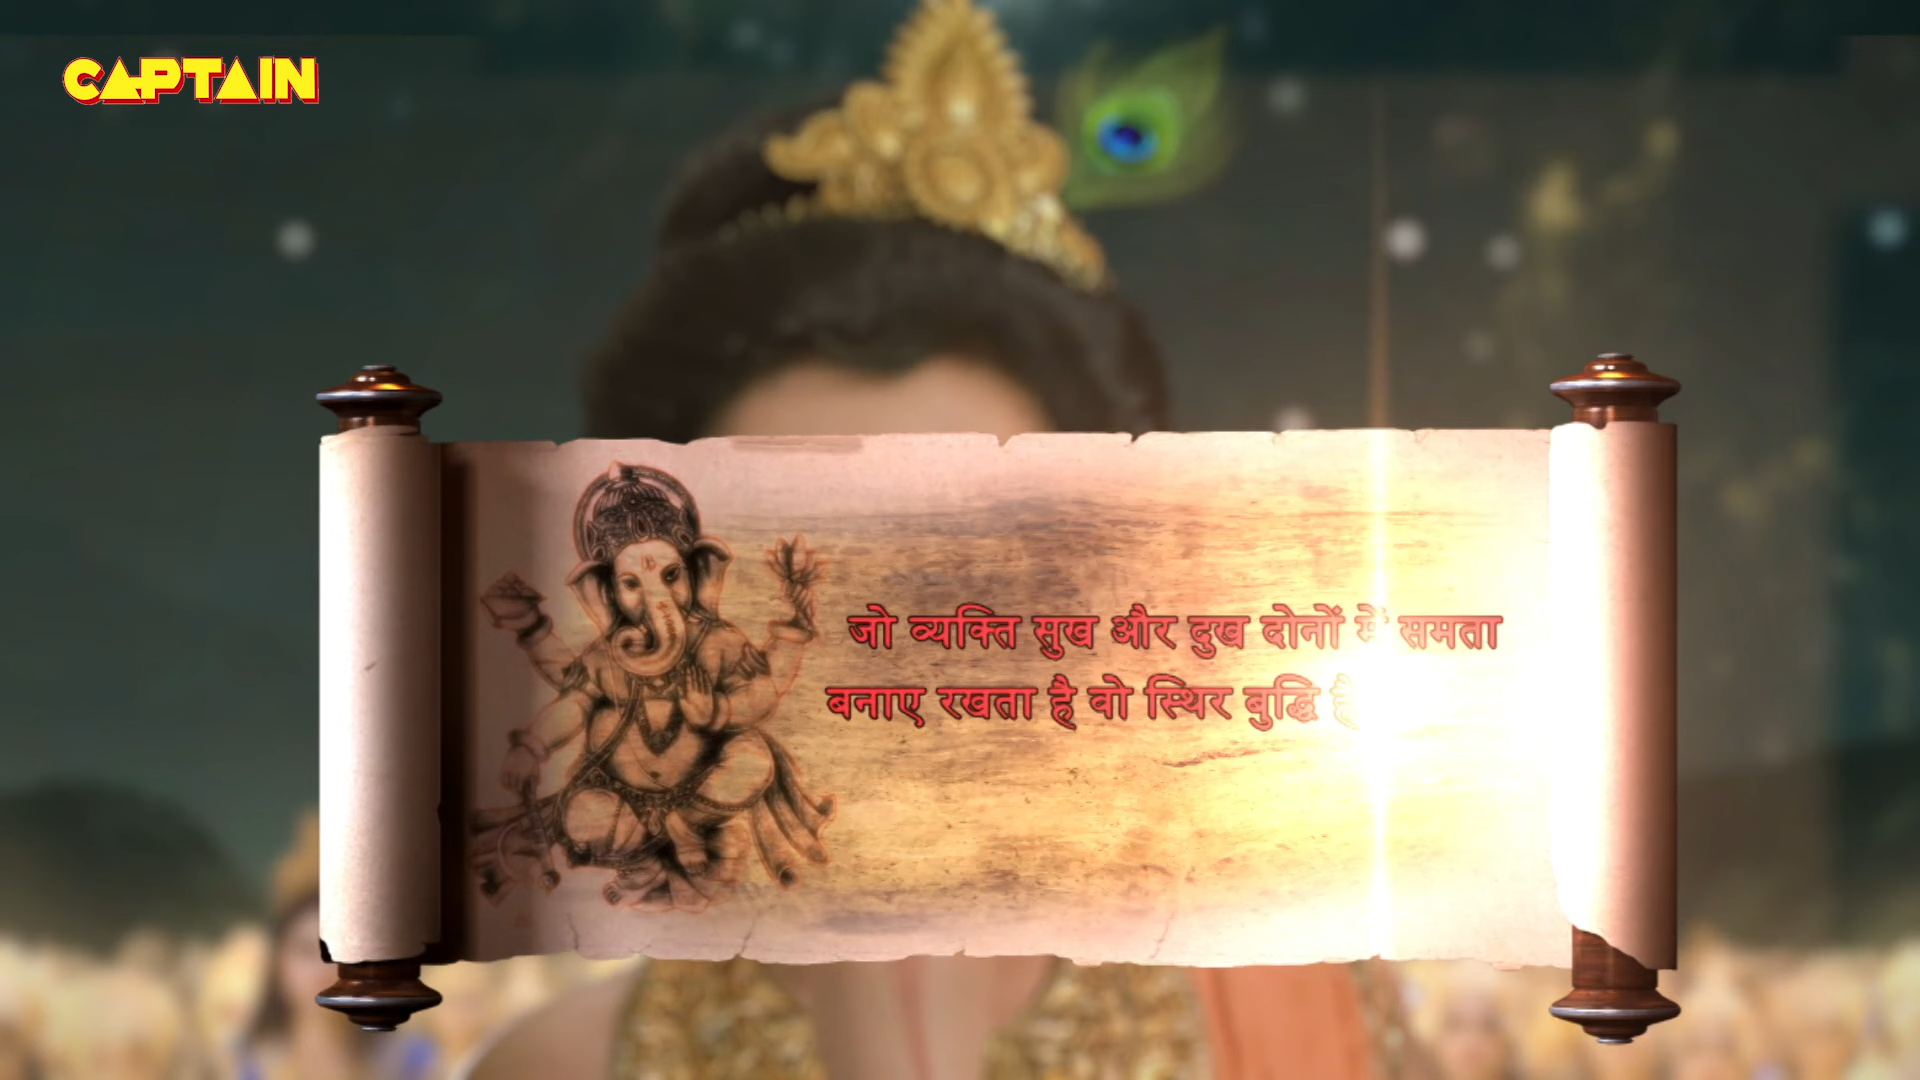 CAPTAIN
जो व्यक्ति सुख और दुख दोनों में समता
बनाए रखता है वो स्थिर बुद्धि